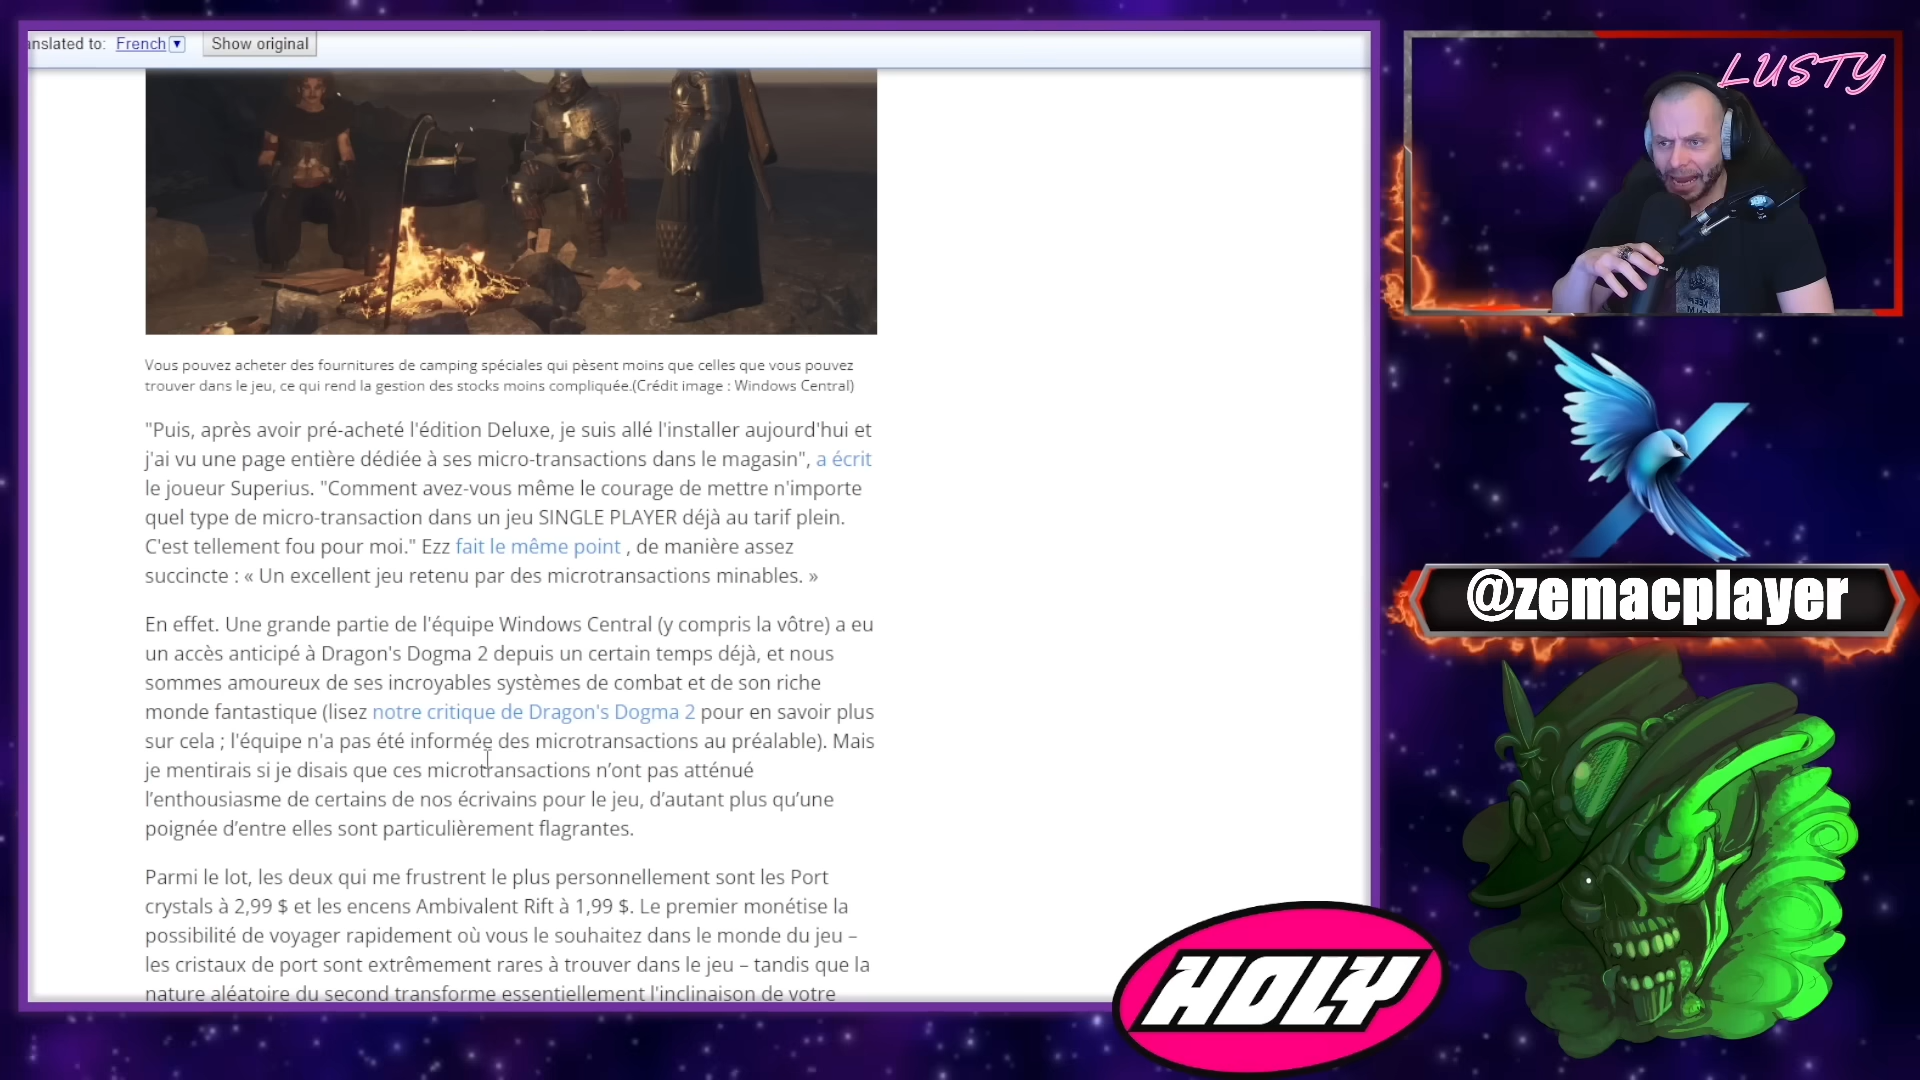 anslated to: French Show original
Vous pouvez acheter des fournitures de camping spéciales qui pèsent moins que celles que vous pouvez
trouver dans le jeu, ce qui rend la gestion des stocks moins compliquée.(Crédit image : Windows Central)
"Puis, après avoir pré-acheté l'édition Deluxe, je suis allé l'installer aujourd'hui et
j'ai vu une page entière dédiée à ses micro-transactions dans le magasin", a écrit
le joueur Superius. "Comment avez-vous même le courage de mettre n'importe
quel type de micro-transaction dans un jeu SINGLE PLAYER déjà au tarif plein.
C'est tellement fou pour moi." Ezz fait le même point , de manière assez
succincte : « Un excellent jeu retenu par des microtransactions minables. »
En effet. Une grande partie de l'équipe Windows Central (y compris la vôtre) a eu
un accès anticipé à Dragon's Dogma 2 depuis un certain temps déjà, et nous
sommes amoureux de ses incroyables systèmes de combat et de son riche
monde fantastique (lisez notre critique de Dragon's Dogma 2 pour en savoir plus
sur cela ; l'équipe n'a pas été informée des microtransactions au préalable). Mais
je mentirais si je disais que ces microtransactions n’ont pas atténué
l’enthousiasme de certains de nos écrivains pour le jeu, d’autant plus qu’une
poignée d’entre elles sont particulièrement flagrantes.
Parmi le lot, les deux qui me frustrent le plus personnellement sont les Port
crystals à 2,99 $ et les encens Ambivalent Rift à 1,99 $. Le premier monétise la
possibilité de voyager rapidement où vous le souhaitez dans le monde du jeu –
les cristaux de port sont extrêmement rares à trouver dans le jeu – tandis que la
nature aléatoire du second transforme essentiellement l'inclinaison de votre
LUSTY
@zemacplayer
HOLY